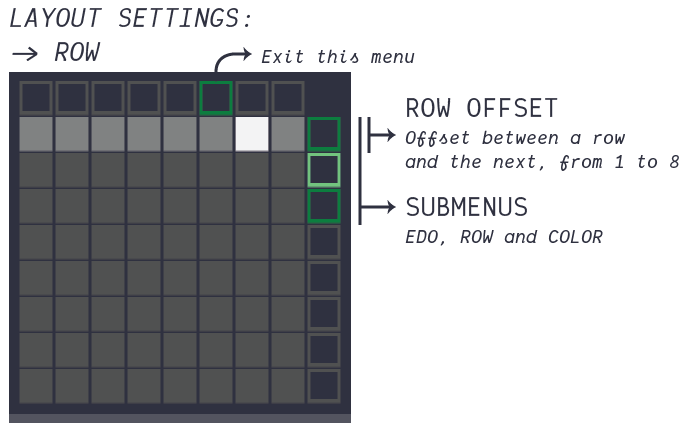 LAYOUT SETTINGS:
→ ROW
Exit this menu
ROW OFFSET
Offset between a row
and the next, from 1 to 8
SUBMENUS
EDO, ROW and COLOR